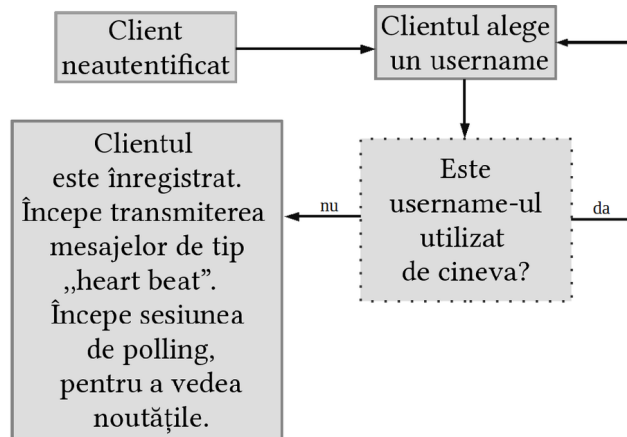 Client
neautentificat
Clientul alege
un username
Este
username-ul
utilizat
de cineva?
nu
da
Clientul
este înregistrat.
Începe transmiterea
mesajelor de tip
,,heart beat”.
Începe sesiunea
de polling,
pentru a vedea
noutățile.